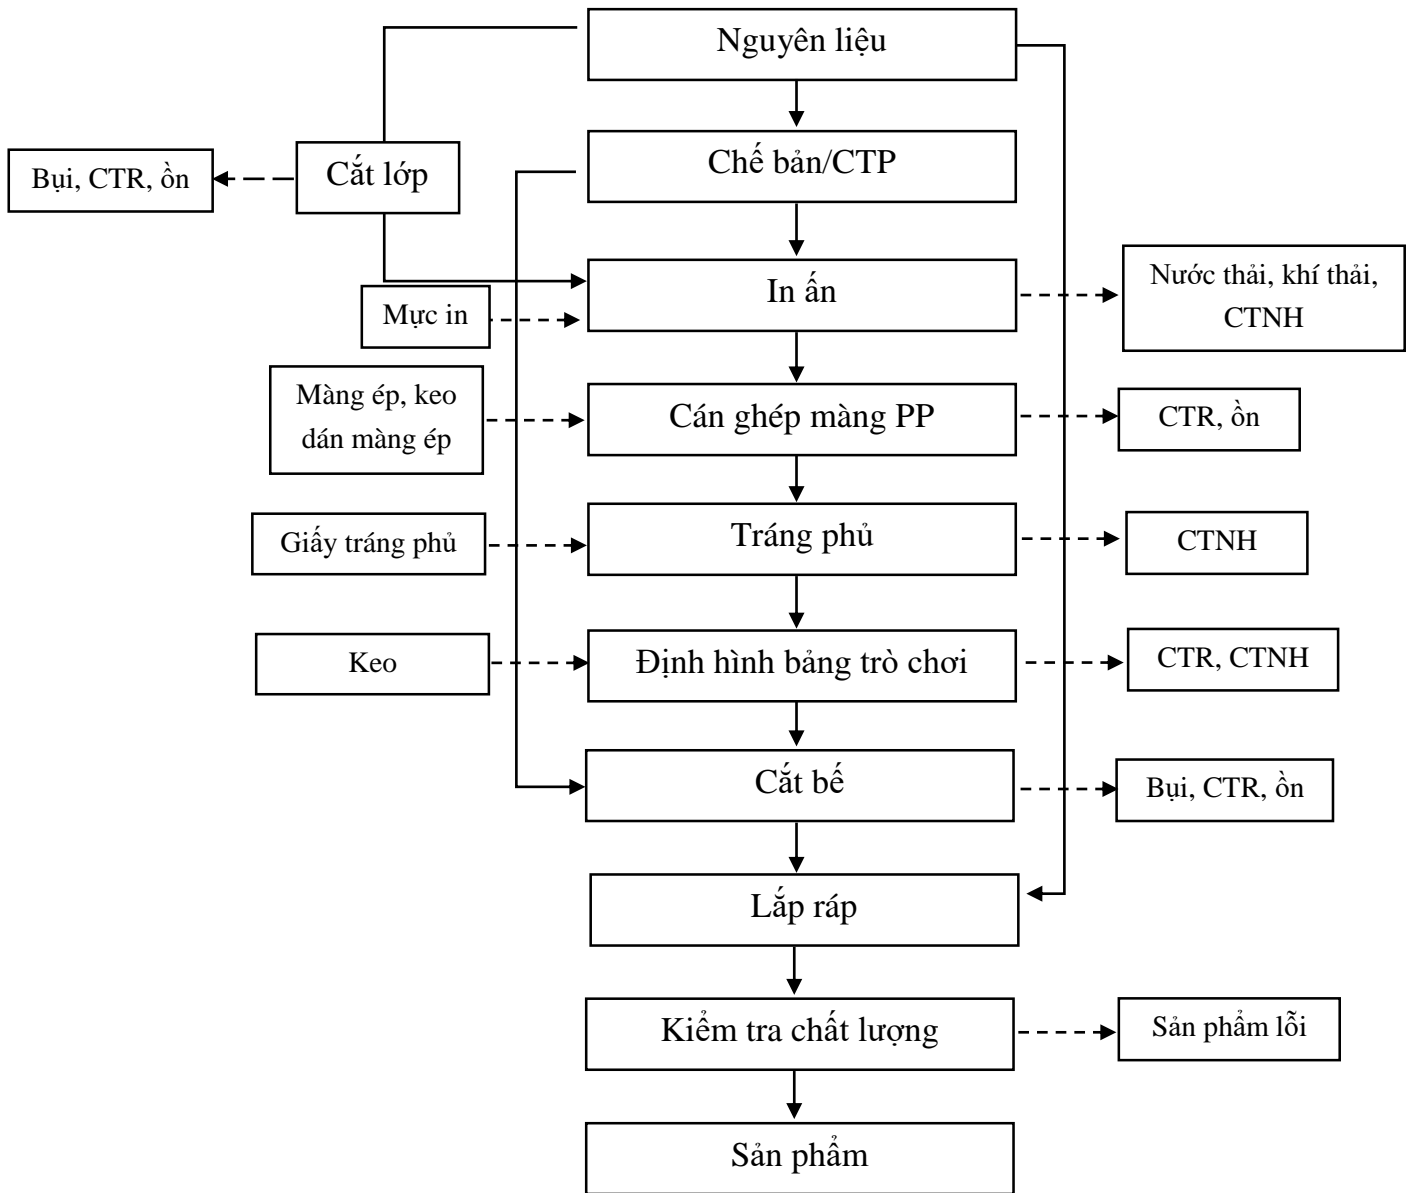 Nguyên liệu
Chế bản/CTP
Cắt lớp
Bụi, CTR, ồn
In ấn
Nước thải, khí thải,
CTNH
Mực in
Màng ép, keo
dán màng ép
Cán ghép màng PP
CTR, ồn
Giấy tráng phủ
Tráng phủ
CTNH
Keo
Định hình bảng trò chơi
CTR, CTNH
Cắt bế
Bụi, CTR, ồn
Lắp ráp
Kiểm tra chất lượng
Sản phẩm lỗi
Sản phẩm